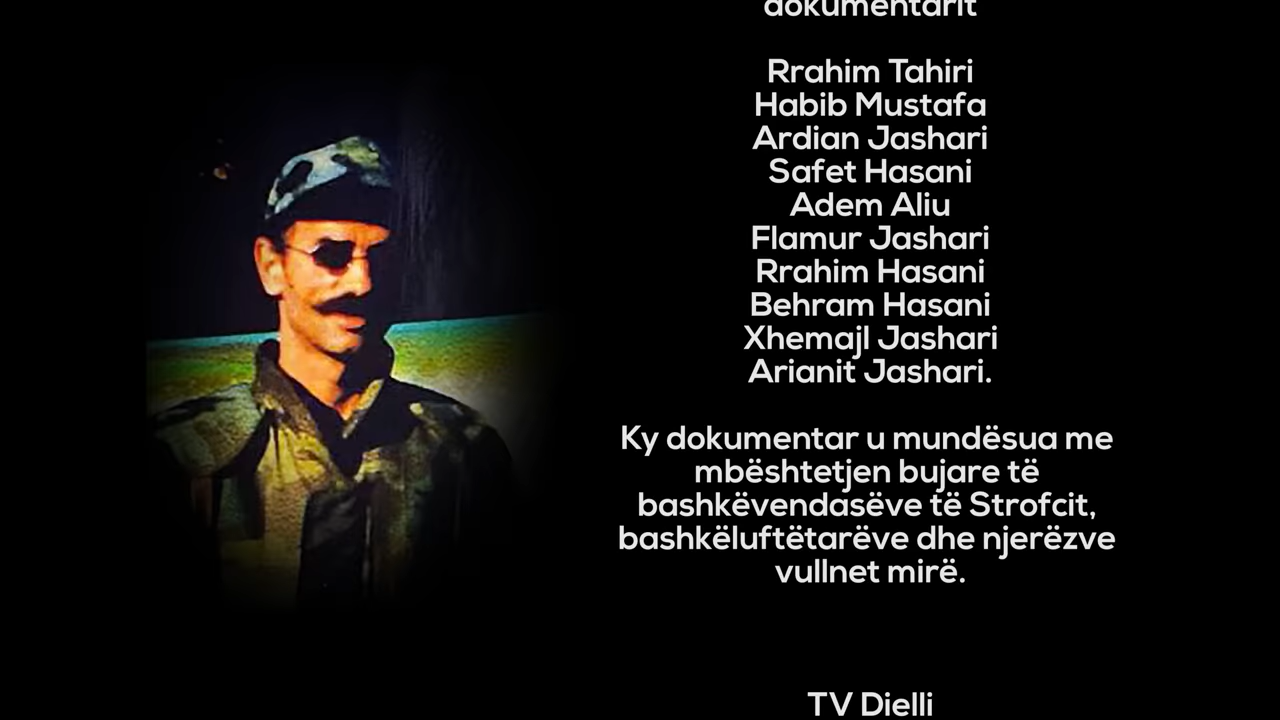 dokumentarit
Rrahim Tahiri
Habib Mustafa
Ardian Jashari
Safet Hasani
Adem Aliu
Flamur Jashari
Rrahim Hasani
Behram Hasani
Xhemajl Jashari
Arianit Jashari.
Ky dokumentar u mundësua me
mbështetjen bujare të
bashkëvendasëve të Strofcit,
bashkëluftëtarëve dhe njerëzve
vullnet mirë.
TV Dielli